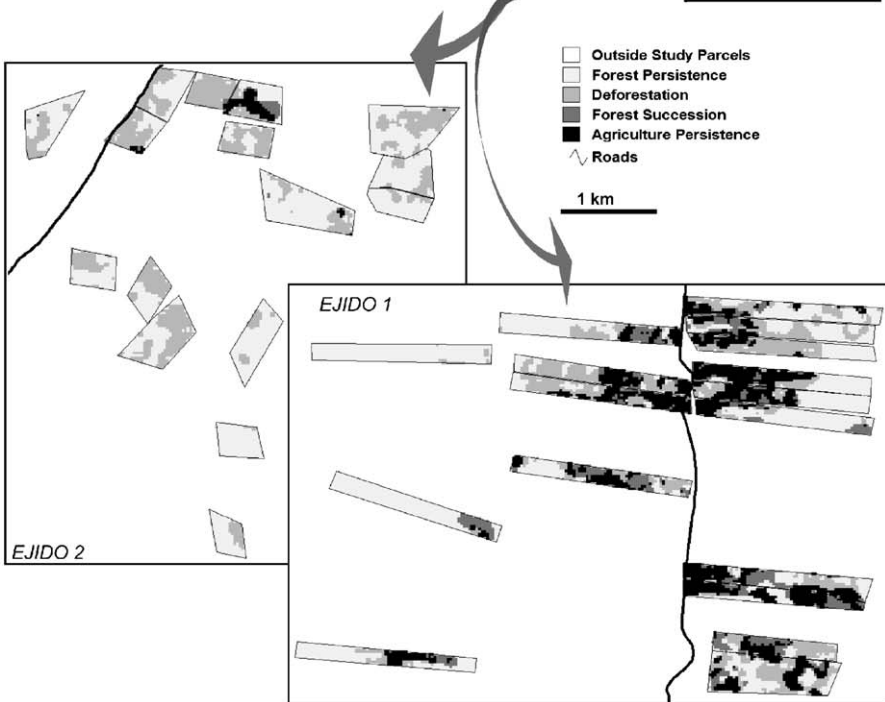 Outside Study Parcels
Forest Persistence
Deforestation
Forest Succession
Agriculture Persistence
Roads
1 km
EJIDO 1
EJIDO 2